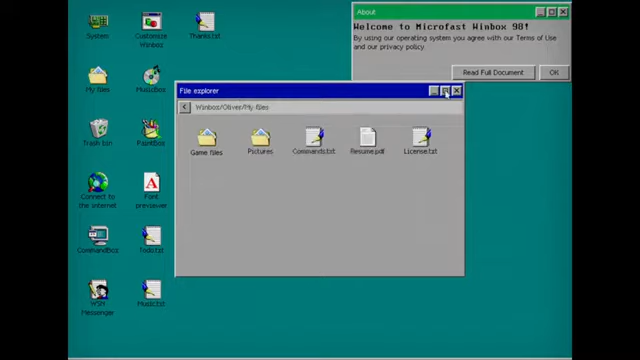 About
Welcome to Microfast Winbox 98!
By using our operating system you agree with our Terms of Use
and our privacy policy
Read Full Document
OK
System
Customize
Winbox
Thanks.txt
My files
MusicBox
Trash bin
PaintBox
Connect to
the internet
Font
previewer
CommandBox
Todo.txt
WSM
Messenger
Music.txt
File explorer
Winbox/Oliver/My files
Game files
Pictures
Commands.txt
Resume.pdf
License.txt